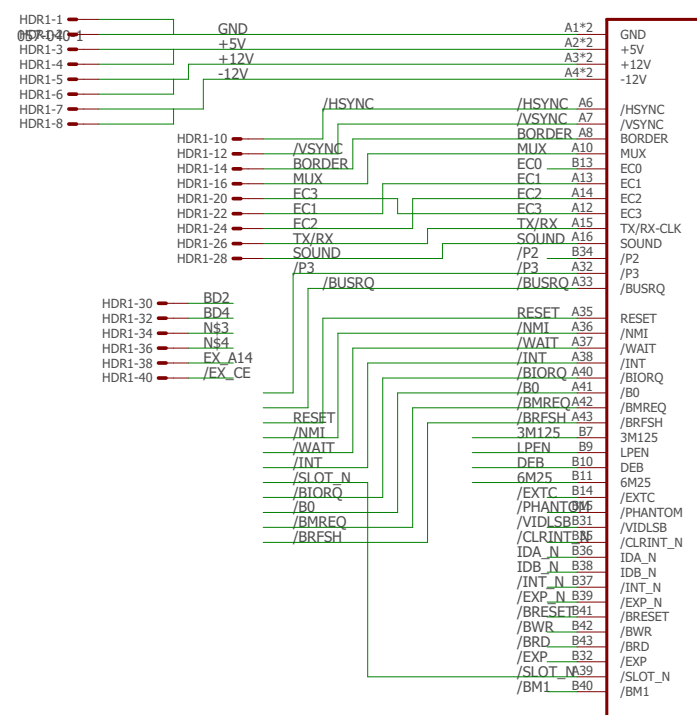 HDR1-1
HDR1-2
057-040-1
HDR1-3
HDR1-4
HDR1-5
HDR1-6
HDR1-7
HDR1-8
GND A1*2 GND
+5V A2*2 +5V
+12V A3*2 +12V
-12V A4*2 -12V
/HSYNC /HSYNC A6 /HSYNC
/VSYNC A7 /VSYNC
HDR1-10 BORDER A8 BORDER
HDR1-12 /VSYNC MUX A10 MUX
HDR1-14 BORDER EC0 B13 EC0
HDR1-16 MUX EC1 A13 EC1
HDR1-20 EC3 EC2 A14 EC2
HDR1-22 EC1 EC3 A12 EC3
HDR1-24 EC2 TX/RX A15 TX/RX-CLK
HDR1-26 TX/RX SOUND A16 SOUND
HDR1-28 SOUND /P2 B34 /P2
/P3 /P3 A32 /P3
/BUSRQ /BUSRQ A33 /BUSRQ
HDR1-30 BD2
HDR1-32 BD4 RESET A35 RESET
HDR1-34 N$3 /NMI A36 /NMI
HDR1-36 N$4 /WAIT A37 /WAIT
HDR1-38 EX_A14 /INT A38 /INT
HDR1-40 /EX_CE /BIORQ A40 /BIORQ
/B0 A41 /B0
/BMREQ A42 /BMREQ
RESET /BRFSH A43 /BRFSH
/NMI 3M125 B7 3M125
/WAIT LPEN B9 LPEN
/INT DEB B10 DEB
/SLOT_N 6M25 B11 6M25
/BIORQ /EXTC B14 /EXTC
/B0 /PHANTOM B15 /PHANTOM
/BMREQ /VIDLSB B31 /VIDLSB
/BRFSH /CLRINT_N B35 /CLRINT_N
IDA_N B36 IDA_N
IDB_N B38 IDB_N
/INT_N B37 /INT_N
/EXP_N B39 /EXP_N
/BRESET B41 /BRESET
/BWR B42 /BWR
/BRD B43 /BRD
/EXP B32 /EXP
/SLOT_N A39 /SLOT_N
/BM1 B40 /BM1